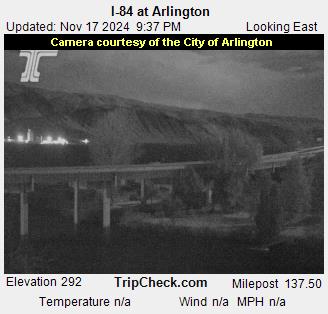 I-84 at Arlington
Updated: Nov 17 2024  9:37 PM    Looking East
Camera courtesy of the City of Arlington
Elevation 292    TripCheck.com    Milepost 137.50
Temperature n/a    Wind n/a  MPH n/a